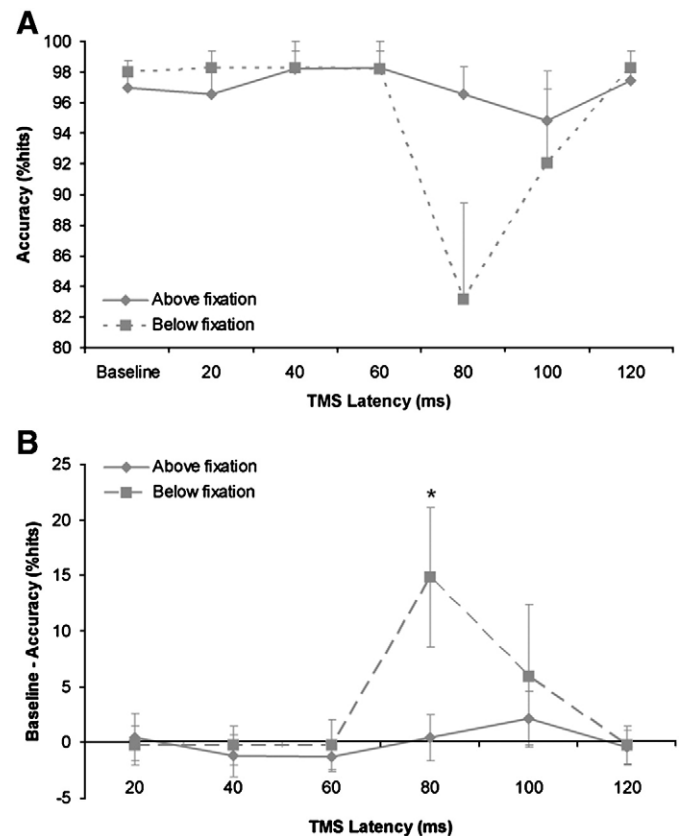 A
100
98
96
94
92
90
88
86
84
82
80
Accuracy (%hits)
Above fixation
Below fixation
Baseline 20 40 60 80 100 120
TMS Latency (ms)
B
25
20
15
10
5
0
-5
Baseline - Accuracy (%hits)
Above fixation
Below fixation
*
20 40 60 80 100 120
TMS Latency (ms)